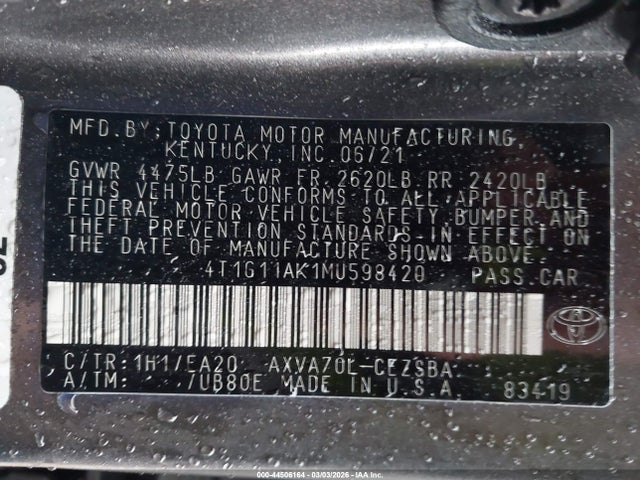 MFD.BY:TOYOTA MOTOR MANUFACTURING,
KENTUCKY, INC. 06/21
GVWR 4475LB GAWR FR 2620LB RR 2420LB
THIS VEHICLE CONFORMS TO ALL APPLICABLE
FEDERAL MOTOR VEHICLE SAFETY, BUMPER AND
THEFT PREVENTION STANDARDS IN EFFECT ON
THE DATE OF MANUFACTURE SHOWN ABOVE.
4T1G11AK1MU598420 PASS.CAR
C/TR:1H1/EA20 AXVA70L-CEZSBA
A/TM: /UB80E MADE IN U.S.A. 83419
000-44506164 - 03/03/2026 - IAA Inc.